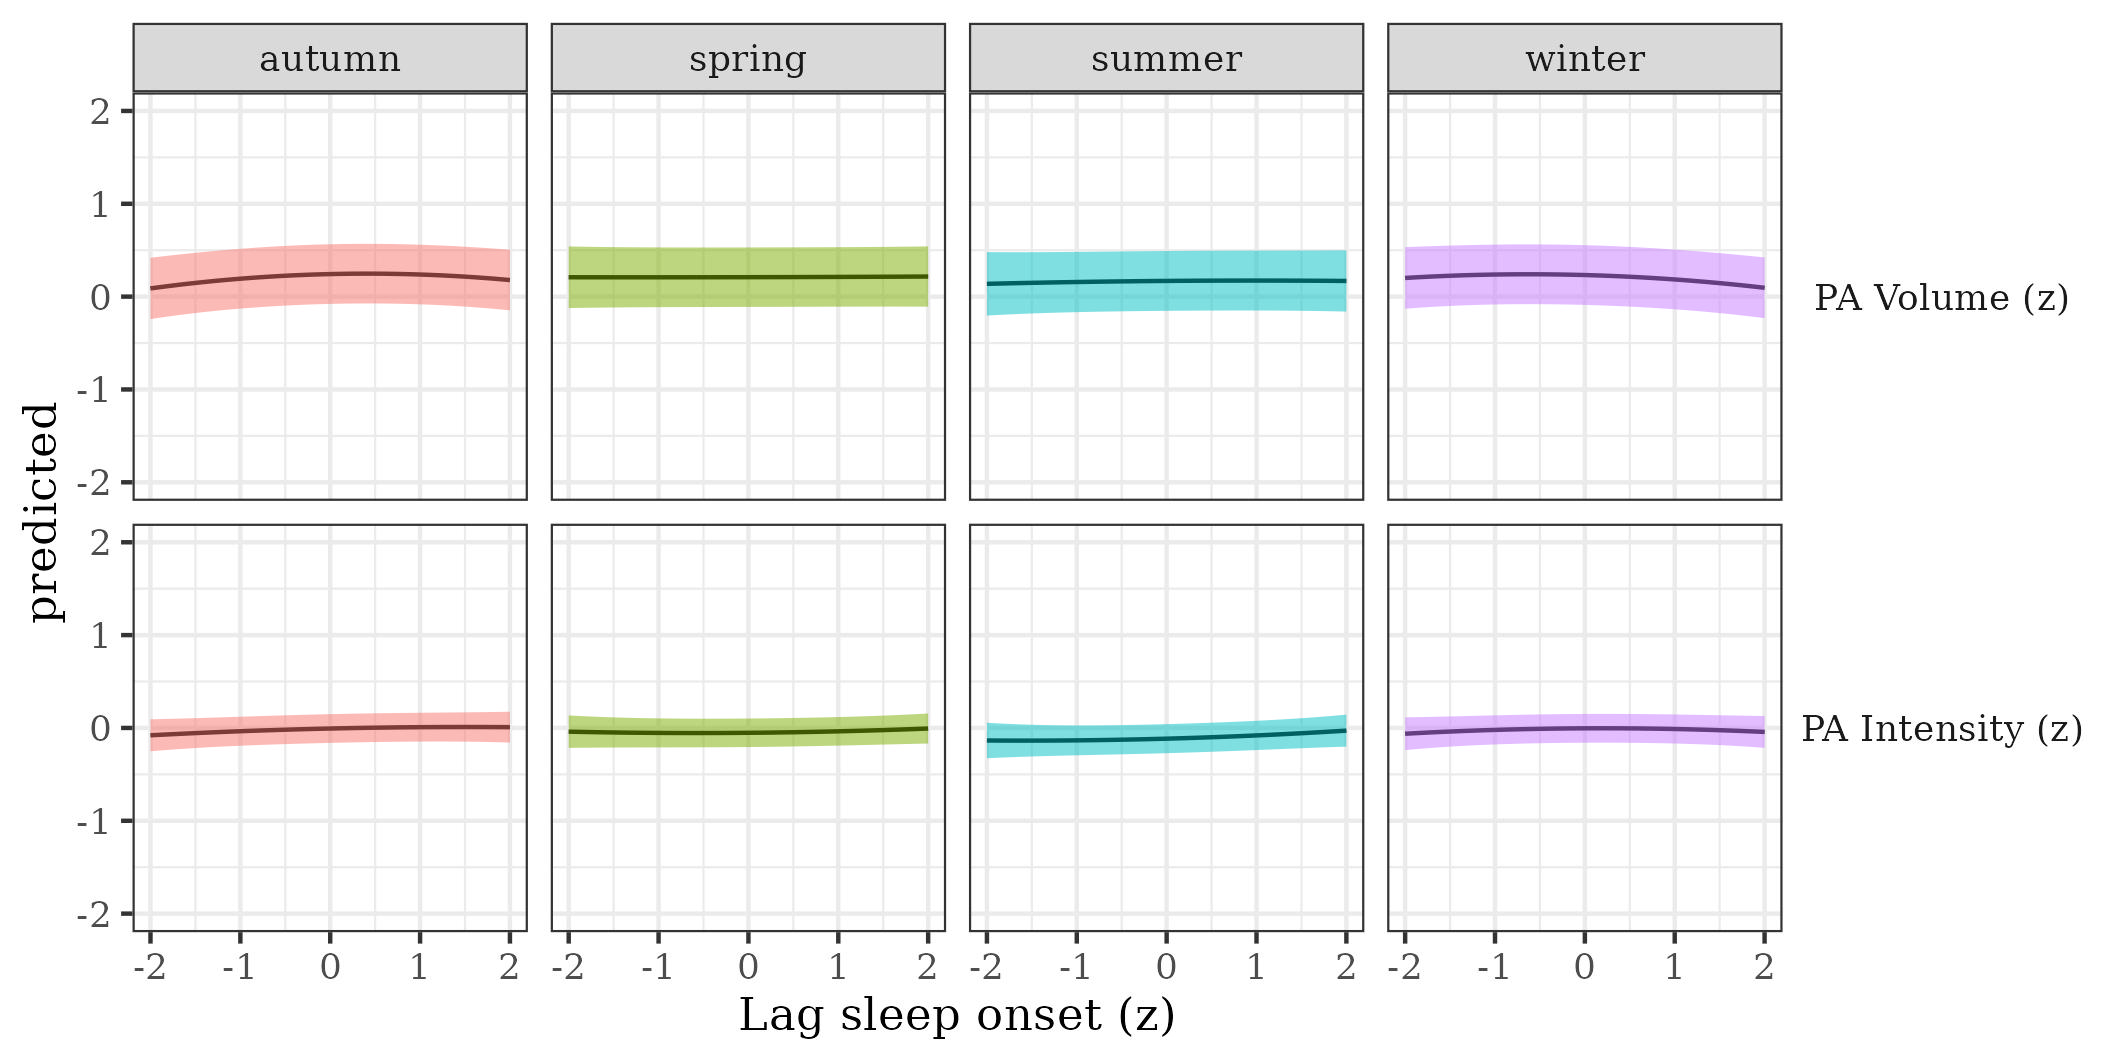 autumn spring summer winter
2
1
0
-1
-2
PA Volume (z)
predicted
2
1
0
-1
-2
PA Intensity (z)
-2 -1 0 1 2 -2 -1 0 1 2 -2 -1 0 1 2 -2 -1 0 1 2
Lag sleep onset (z)